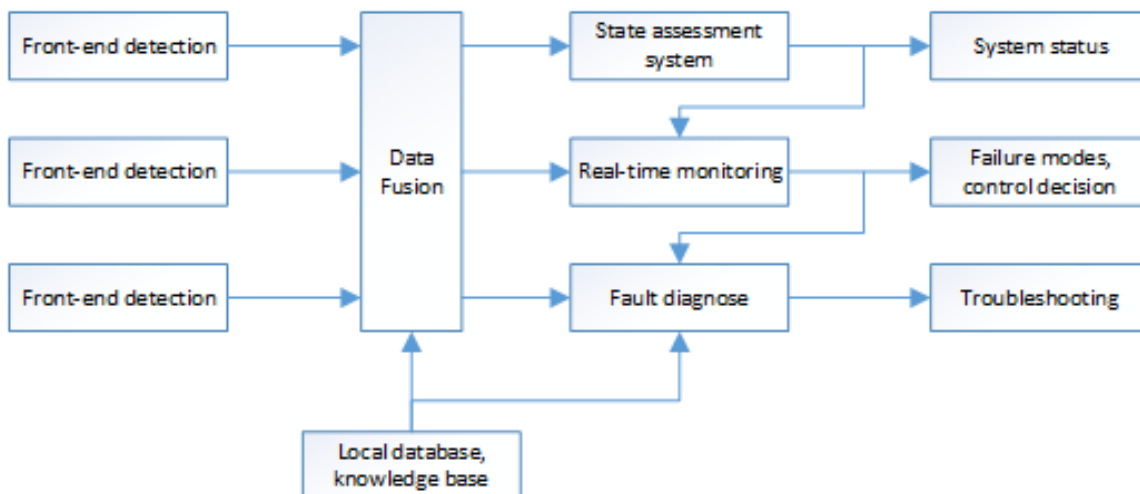 Front-end detection
State assessment
system
System status
Front-end detection
Data
Fusion
Real-time monitoring
Failure modes,
control decision
Front-end detection
Fault diagnose
Troubleshooting
Local database,
knowledge base